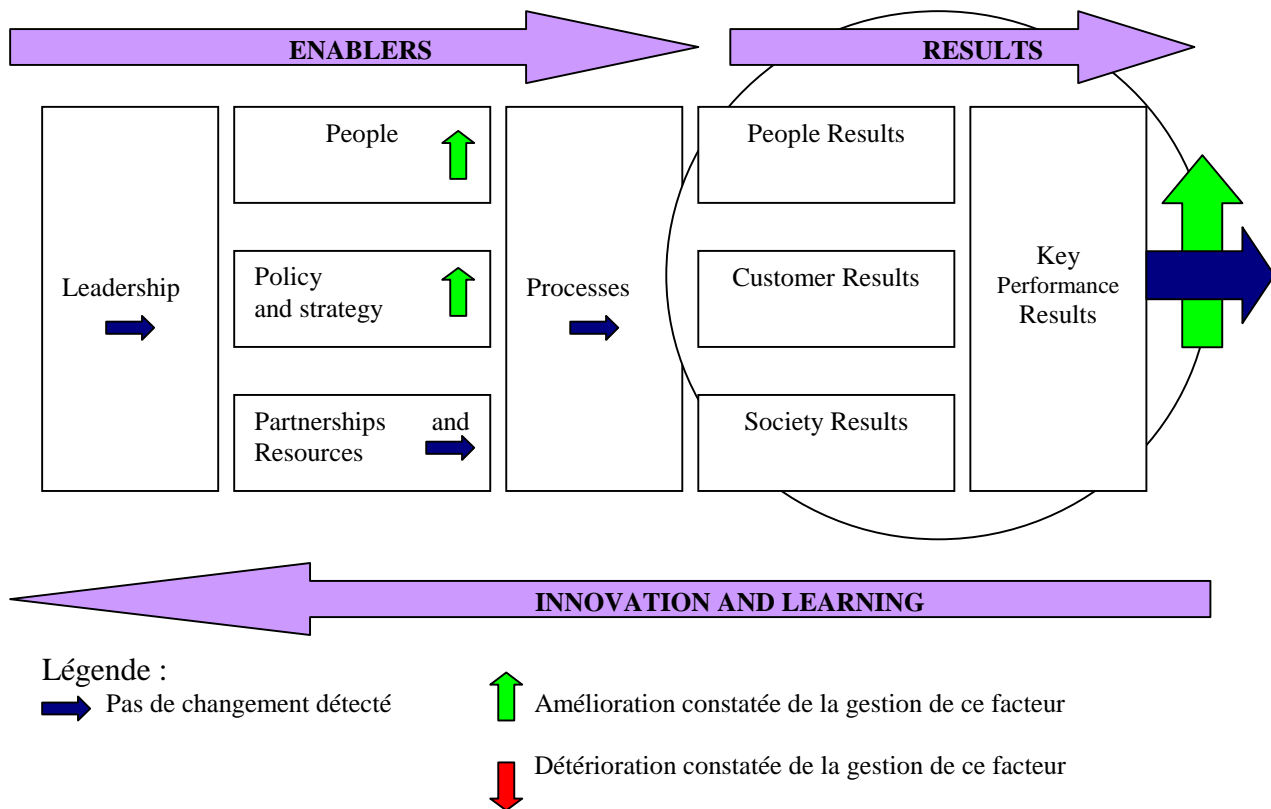 ENABLERS
RESULTS
People
People Results
Leadership
Policy
and strategy
Processes
Customer Results
Key
Performance
Results
Partnerships and
Resources
Society Results
INNOVATION AND LEARNING
Légende :
Pas de changement détecté
Amélioration constatée de la gestion de ce facteur
Détérioration constatée de la gestion de ce facteur